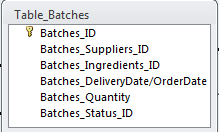 Table_Batches
Batches_ID
Batches_Suppliers_ID
Batches_Ingredients_ID
Batches_DeliveryDate/OrderDate
Batches_Quantity
Batches_Status_ID